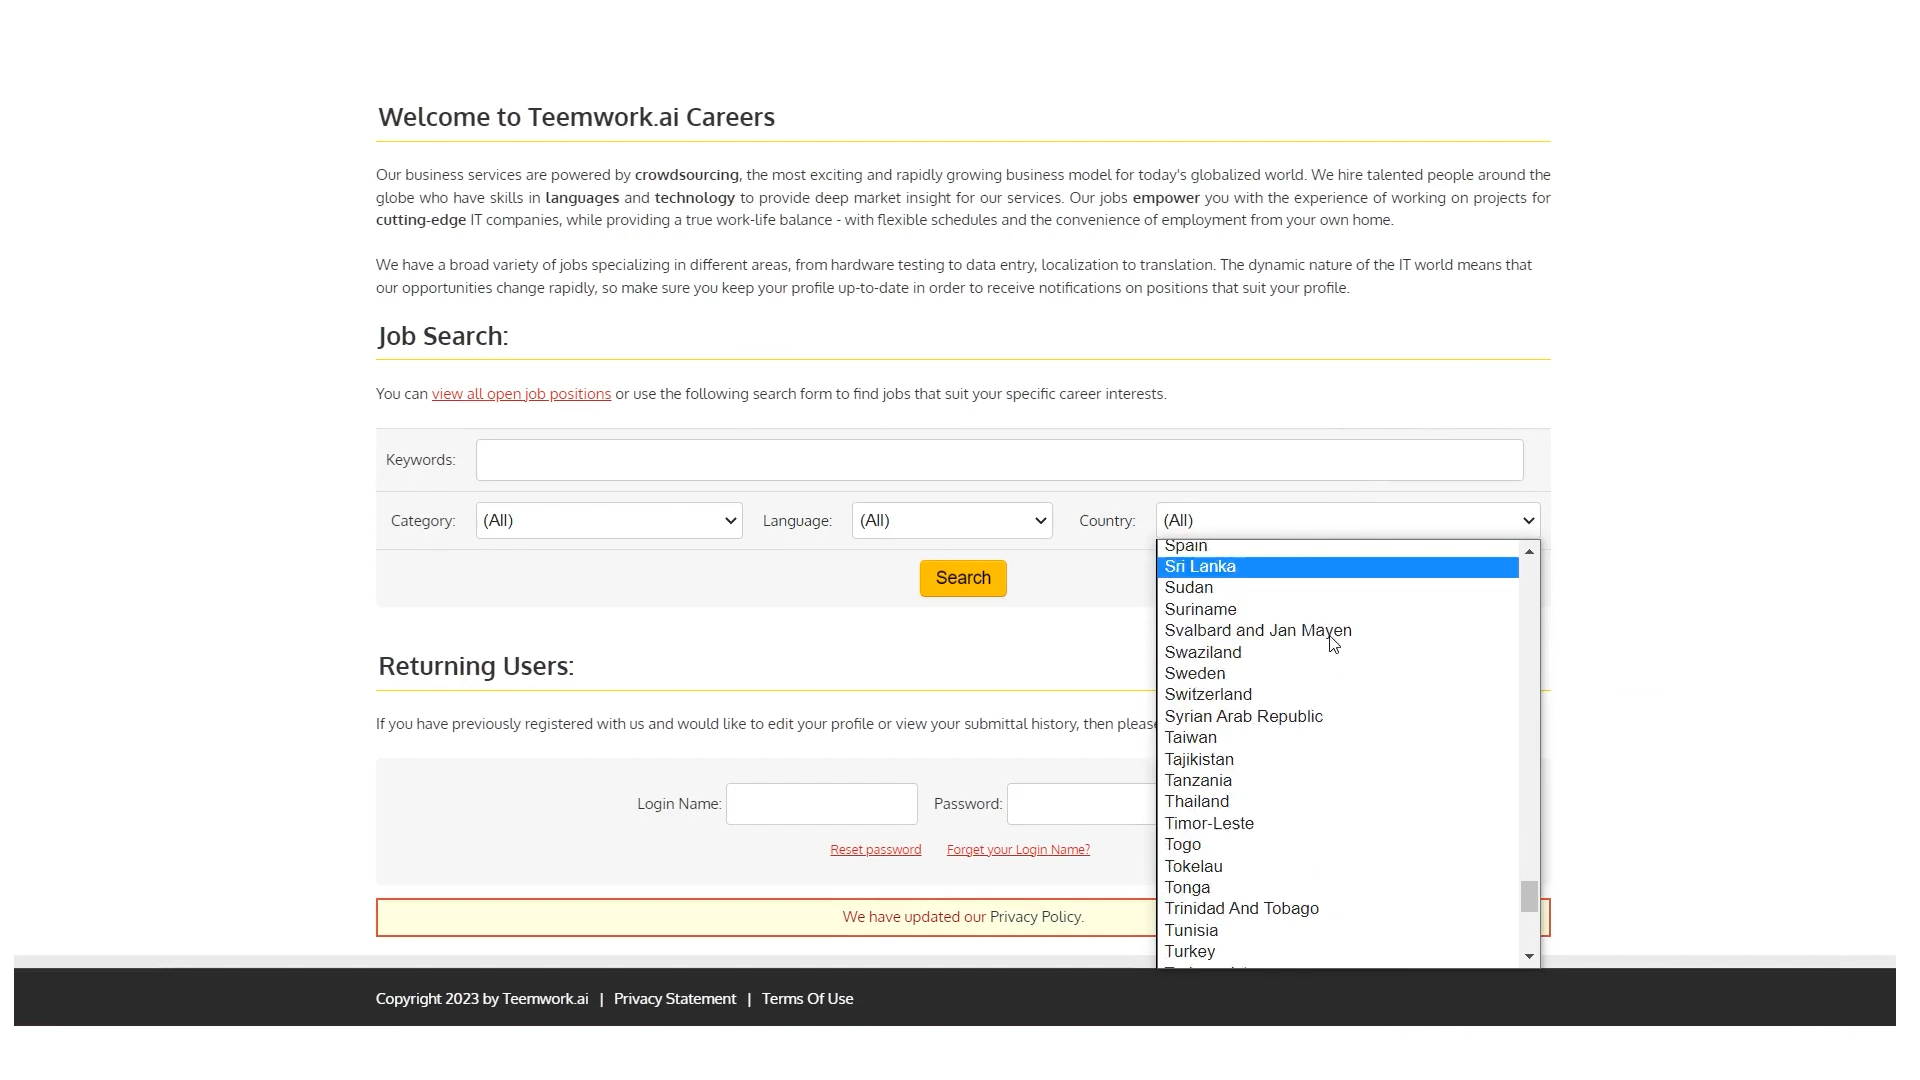 Welcome to Teemwork.ai Careers
Our business services are powered by crowdsourcing, the most exciting and rapidly growing business model for today's globalized world. We hire talented people around the
globe who have skills in languages and technology to provide deep market insight for our services. Our jobs empower you with the experience of working on projects for
cutting-edge IT companies, while providing a true work-life balance - with flexible schedules and the convenience of employment from your own home.
We have a broad variety of jobs specializing in different areas, from hardware testing to data entry, localization to translation. The dynamic nature of the IT world means that
our opportunities change rapidly, so make sure you keep your profile up-to-date in order to receive notifications on positions that suit your profile.
Job Search:
You can view all open job positions or use the following search form to find jobs that suit your specific career interests.
Keywords:
Category: (All) Language: (All) Country: (All)
Search
Spain
Sri Lanka
Sudan
Suriname
Svalbard and Jan Mayen
Swaziland
Sweden
Switzerland
Syrian Arab Republic
Taiwan
Tajikistan
Tanzania
Thailand
Timor-Leste
Togo
Tokelau
Tonga
Trinidad And Tobago
Tunisia
Turkey
Returning Users:
If you have previously registered with us and would like to edit your profile or view your submittal history, then please
Login Name: Password:
Reset password Forget your Login Name?
We have updated our Privacy Policy.
Copyright 2023 by Teemwork.ai | Privacy Statement | Terms Of Use